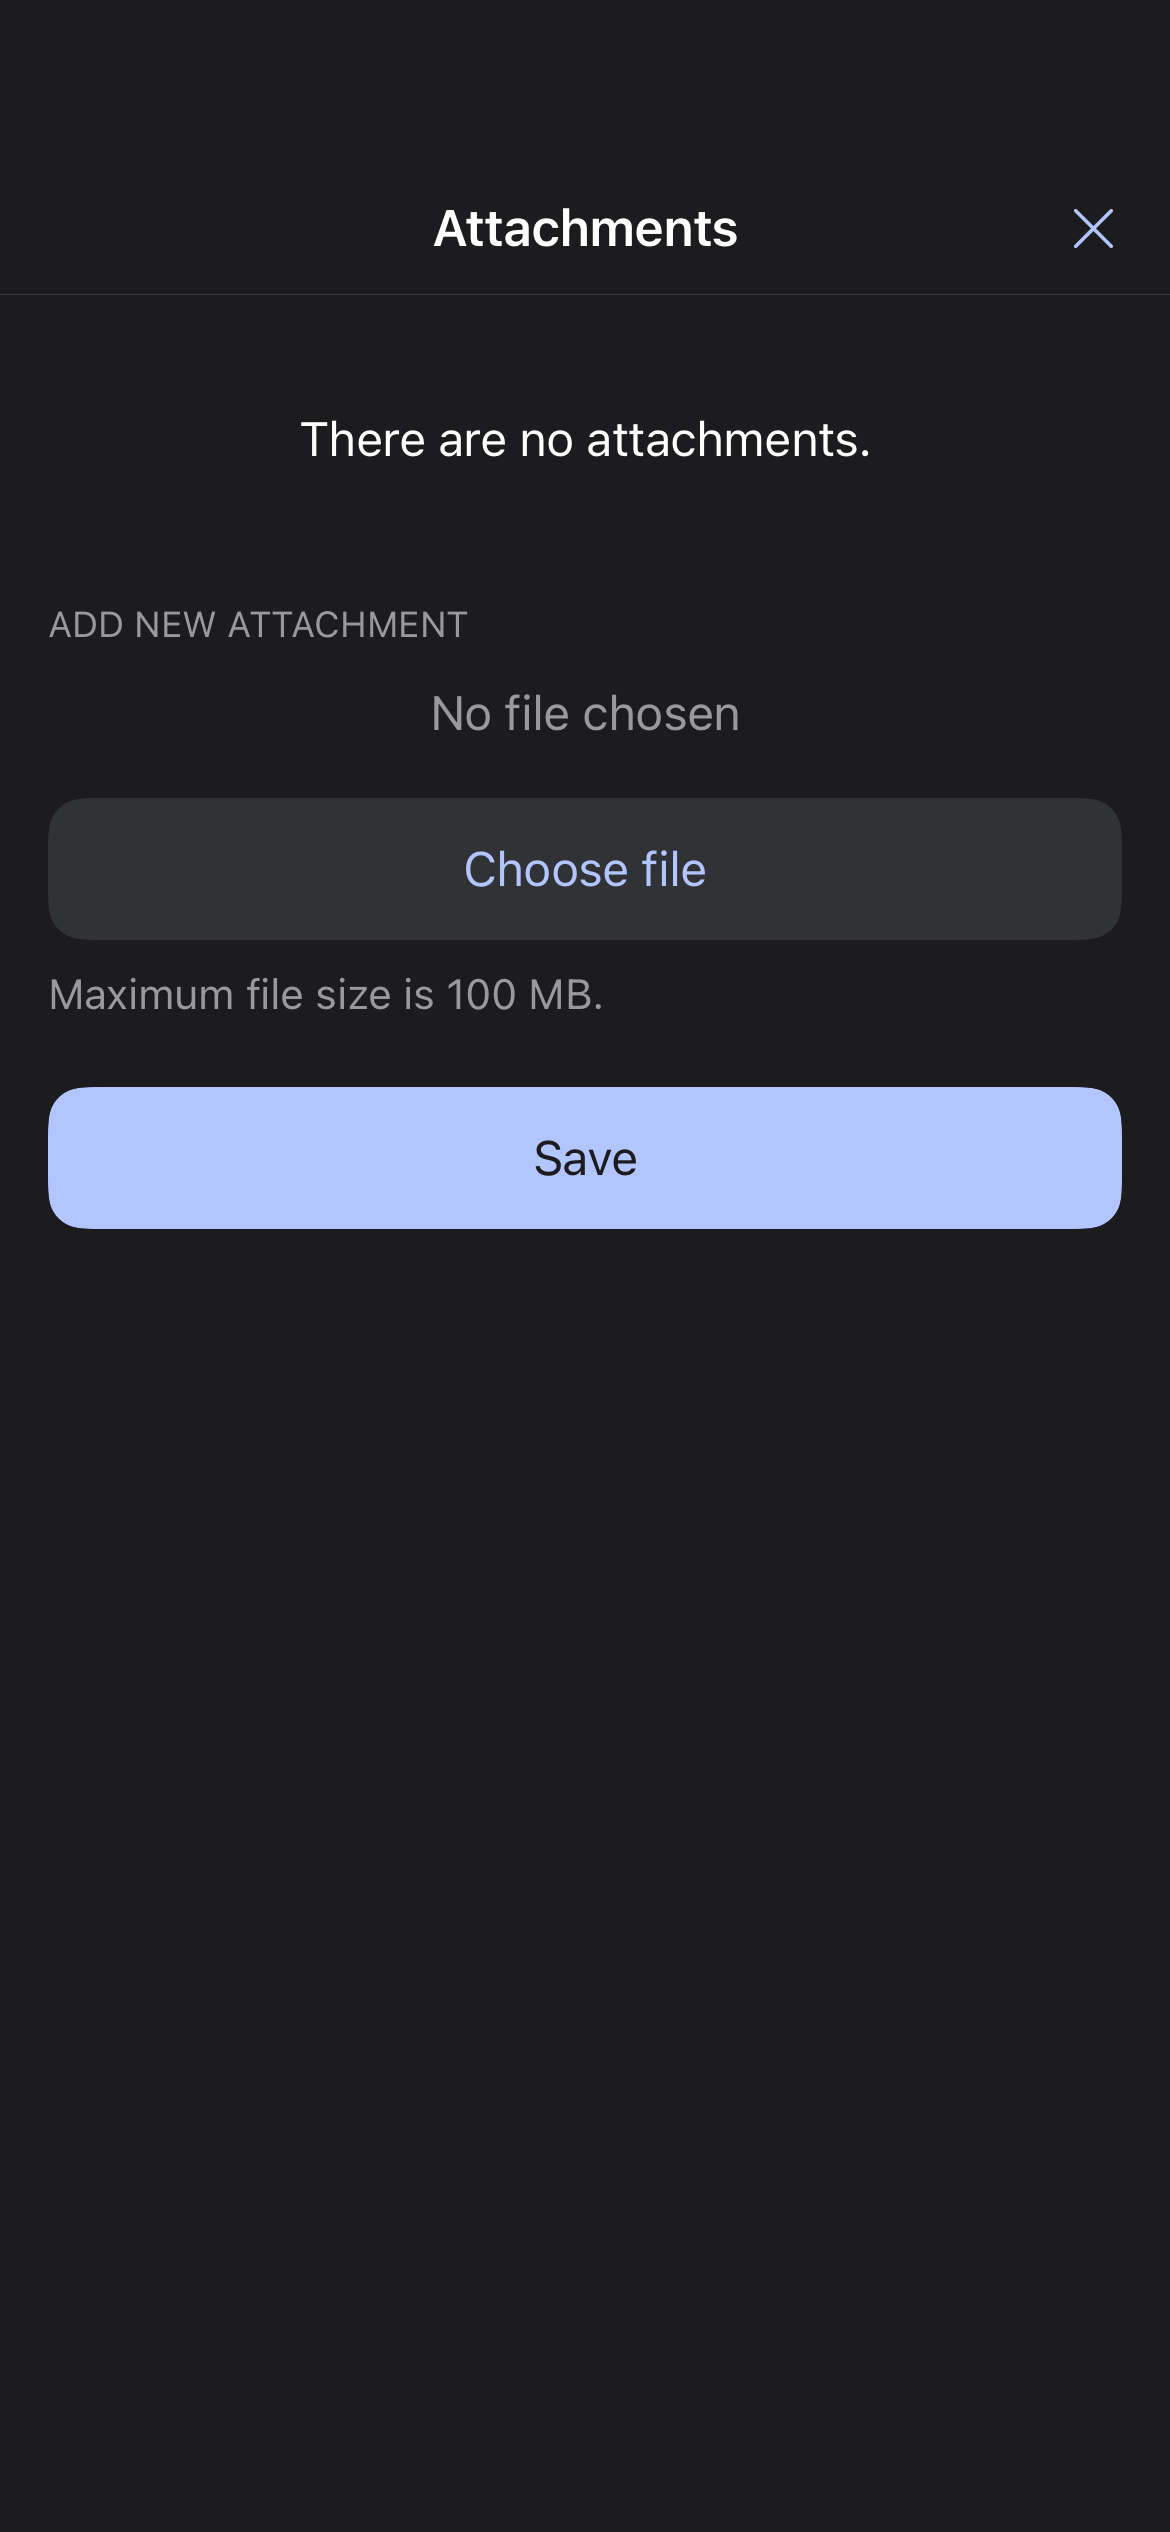 Attachments
There are no attachments.
ADD NEW ATTACHMENT
No file chosen
Choose file
Maximum file size is 100 MB.
Save